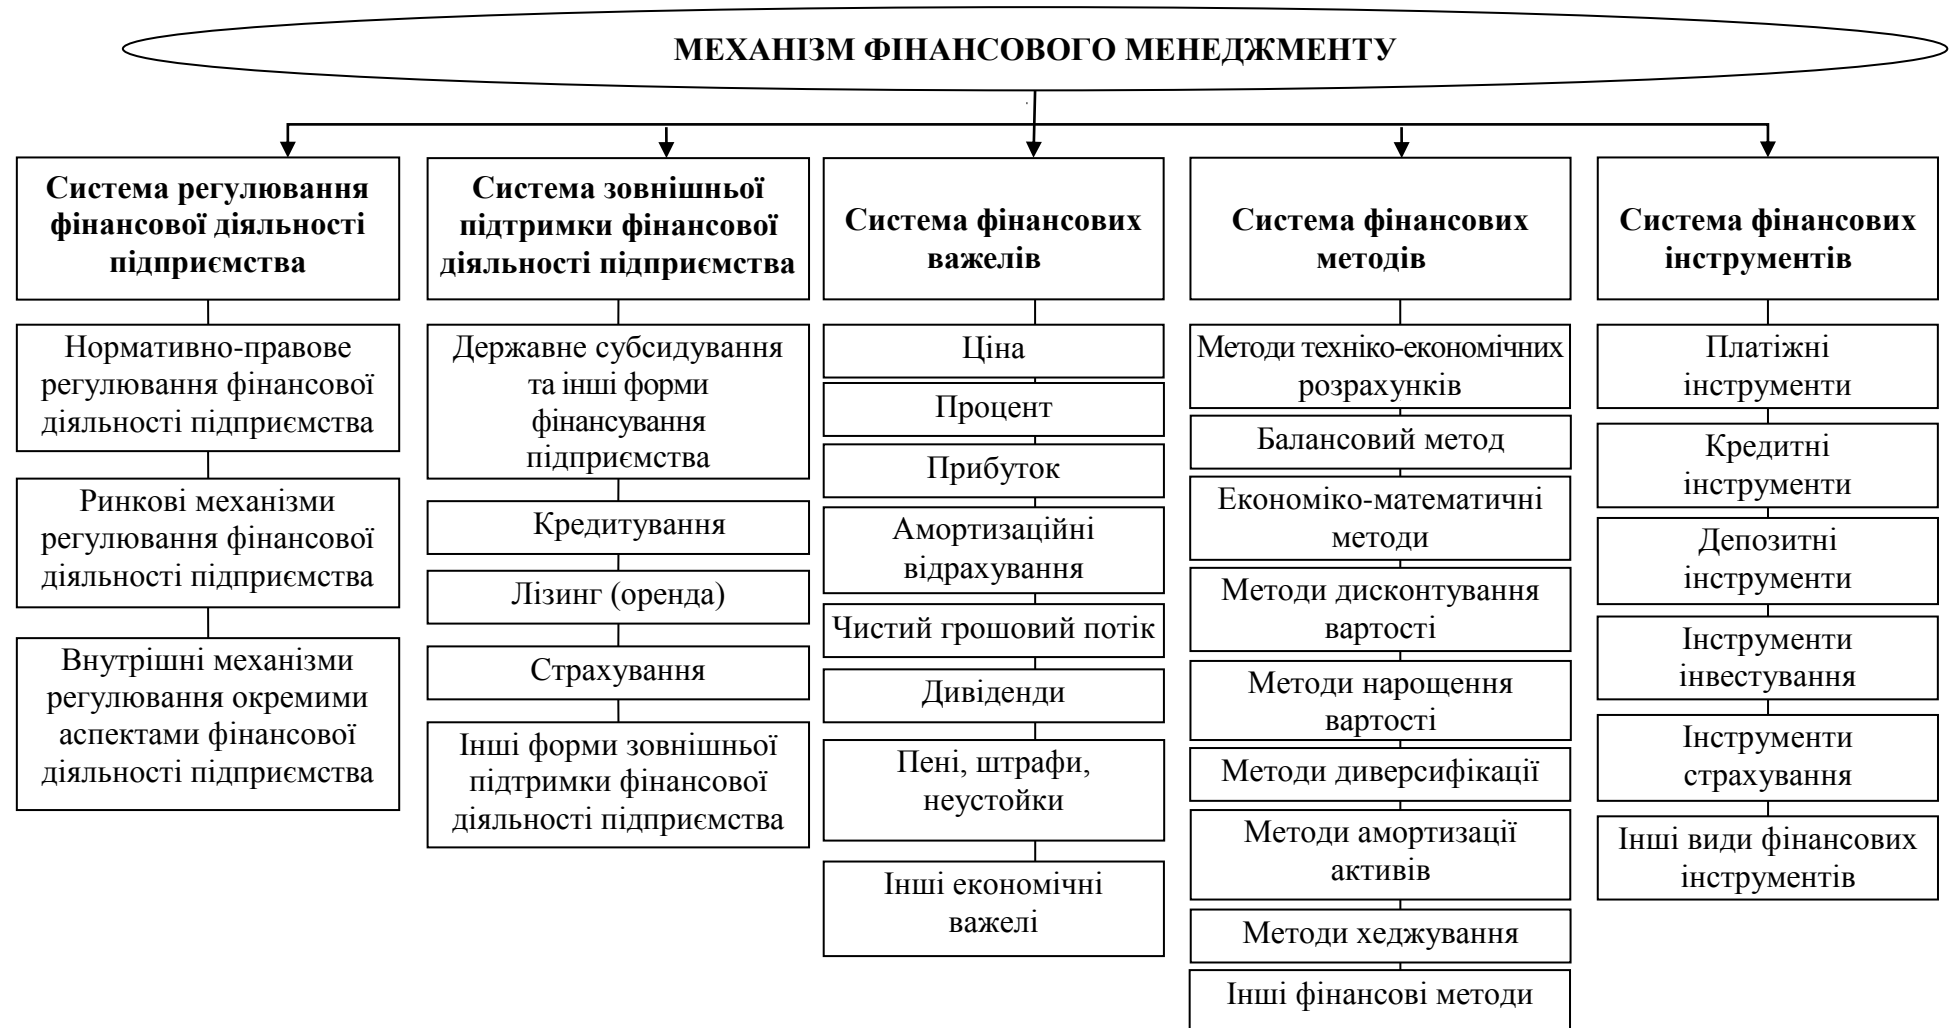 МЕХАНІЗМ ФІНАНСОВОГО МЕНЕДЖМЕНТУ
Система регулювання
фінансової діяльності
підприємства
Нормативно-правове
регулювання фінансової
діяльності підприємства
Ринкові механізми
регулювання фінансової
діяльності підприємства
Внутрішні механізми
регулювання окремими
аспектами фінансової
діяльності підприємства
Система зовнішньої
підтримки фінансової
діяльності підприємства
Державне субсидування
та інші форми
фінансування
підприємства
Кредитування
Лізинг (оренда)
Страхування
Інші форми зовнішньої
підтримки фінансової
діяльності підприємства
Система фінансових
важелів
Ціна
Процент
Прибуток
Амортизаційні
відрахування
Чистий грошовий потік
Дивіденди
Пені, штрафи,
неустойки
Інші економічні
важелі
Система фінансових
методів
Методи техніко-економічних
розрахунків
Балансовий метод
Економіко-математичні
методи
Методи дисконтування
вартості
Методи нарощення
вартості
Методи диверсифікації
Методи амортизації
активів
Методи хеджування
Інші фінансові методи
Система фінансових
інструментів
Платіжні
інструменти
Кредитні
інструменти
Депозитні
інструменти
Інструменти
інвестування
Інструменти
страхування
Інші види фінансових
інструментів